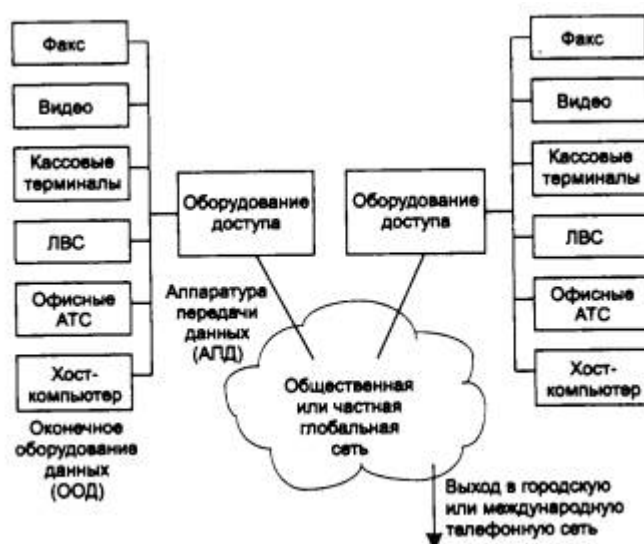 Факс
Видео
Кассовые
терминалы
ЛВС
Офисные
АТС
Хост-
компьютер
Оконечное
оборудование
данных
(ООД)
Оборудование
доступа
Аппаратура
передачи
данных
(АПД)
Оборудование
доступа
Общественная
или частная
глобальная
сеть
Выход в городскую
или международную
телефонную сеть
Факс
Видео
Кассовые
терминалы
ЛВС
Офисные
АТС
Хост-
компьютер